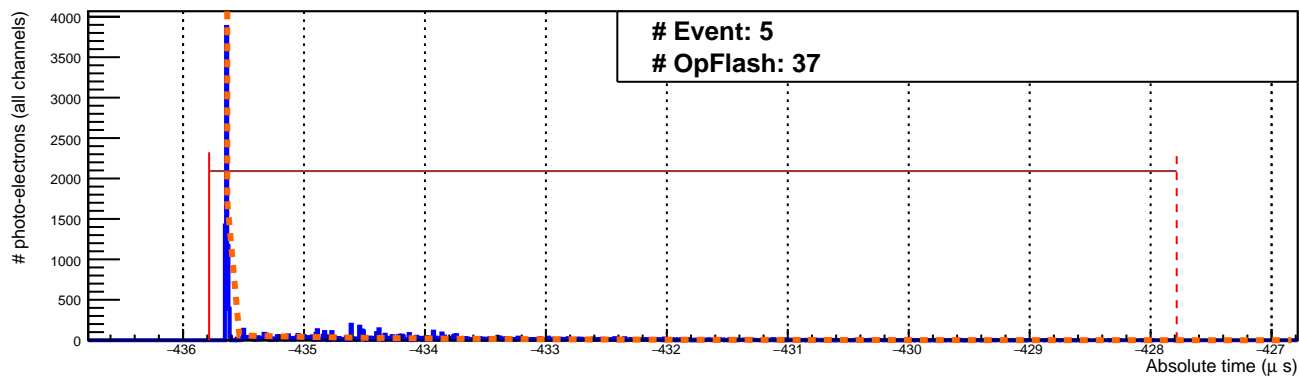 # Event: 5
# OpFlash: 37
# photo-electrons (all channels)
4000
3500
3000
2500
2000
1500
1000
500
0
−436 −435 −434 −433 −432 −431 −430 −429 −428 −427
Absolute time (μ s)